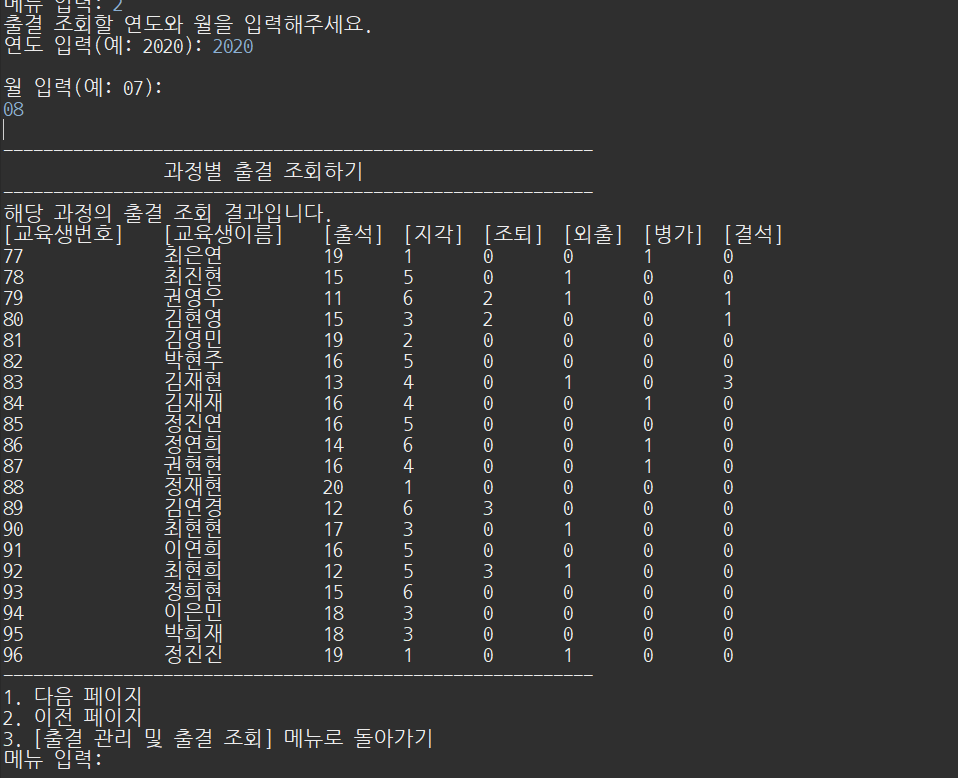 메뉴 입력: 2
출결 조회할 연도와 월을 입력해주세요.
연도 입력(예: 2020): 2020
월 입력(예: 07):
08
-----------------------------------------------------------
과정별 출결 조회하기
-----------------------------------------------------------
해당 과정의 출결 조회 결과입니다.
[교육생번호] [교육생이름] [출석] [지각] [조퇴] [외출] [병가] [결석]
77 최은연 19 1 0 0 1 0
78 최진현 15 5 0 1 0 0
79 권영우 11 6 2 1 0 1
80 김현영 15 3 2 0 0 1
81 김영민 19 2 0 0 0 0
82 박현주 16 5 0 0 0 0
83 김재현 13 4 0 1 0 3
84 김재재 16 4 0 0 1 0
85 정진연 16 5 0 0 0 0
86 정연희 14 6 0 0 1 0
87 권현현 16 4 0 0 1 0
88 정재현 20 1 0 0 0 0
89 김연경 12 6 3 0 0 0
90 최현현 17 3 0 1 0 0
91 이연희 16 5 0 0 0 0
92 최현희 12 5 3 1 0 0
93 정희현 15 6 0 0 0 0
94 이은민 18 3 0 0 0 0
95 박희재 18 3 0 0 0 0
96 정진진 19 1 0 1 0 0
-----------------------------------------------------------
1. 다음 페이지
2. 이전 페이지
3. [출결 관리 및 출결 조회] 메뉴로 돌아가기
메뉴 입력: